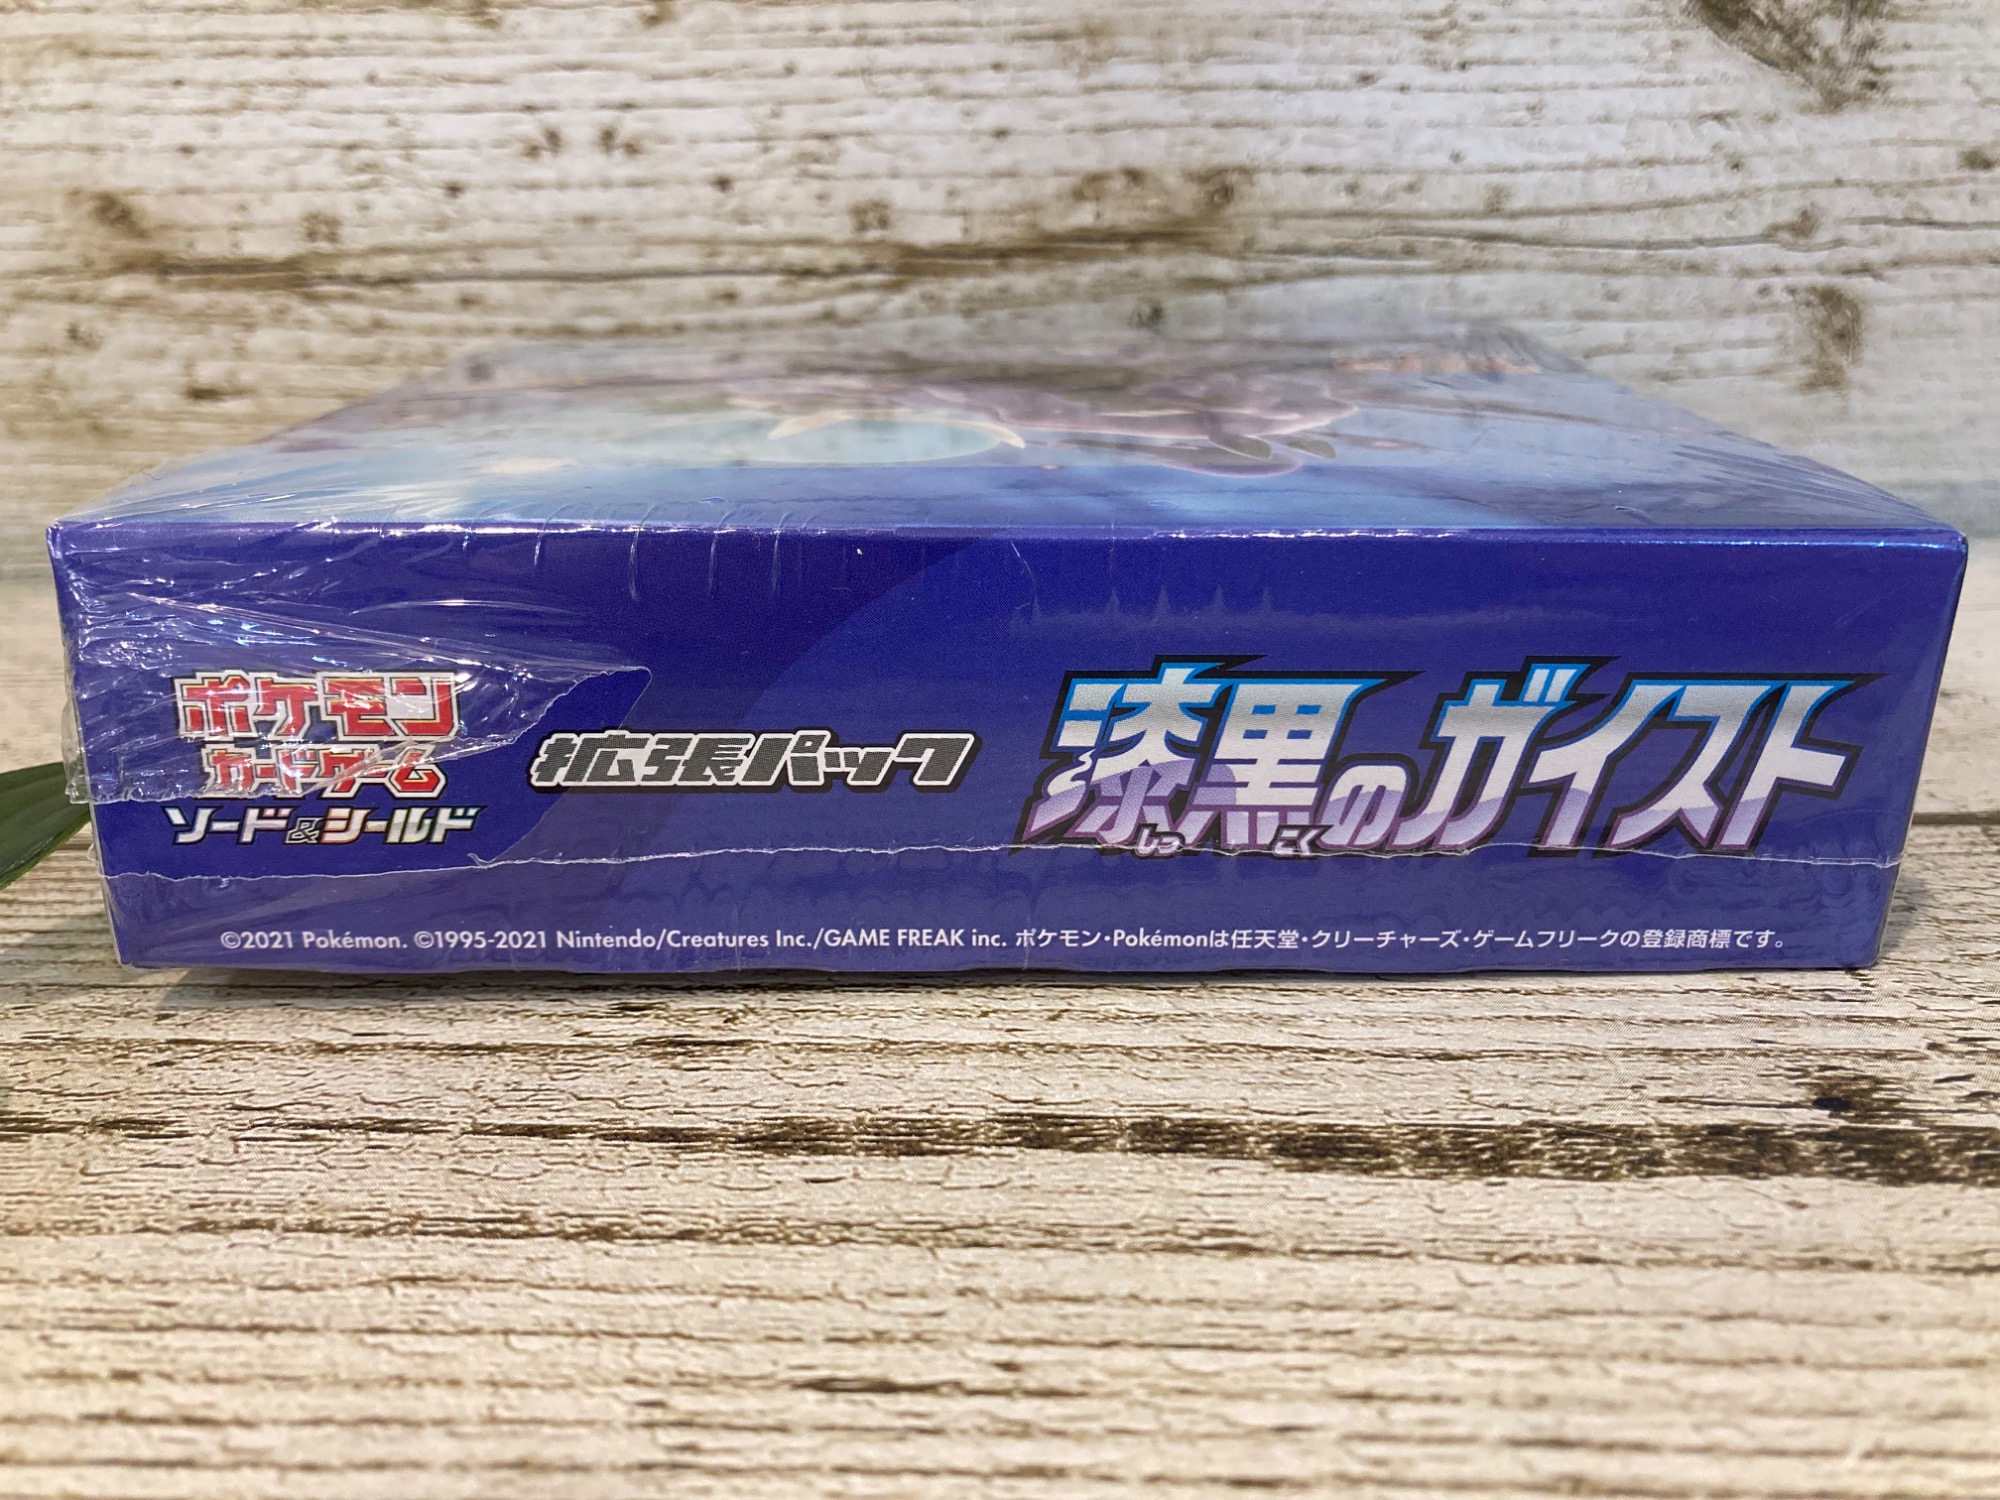 ポケモン
カードゲーム
ソード&シールド
拡張パック
漆黒のガイスト
しっ こく
©2021 Pokémon. ©1995-2021 Nintendo/Creatures Inc./GAME FREAK inc. ポケモン・Pokémonは任天堂・クリーチャーズ・ゲームフリークの登録商標です。